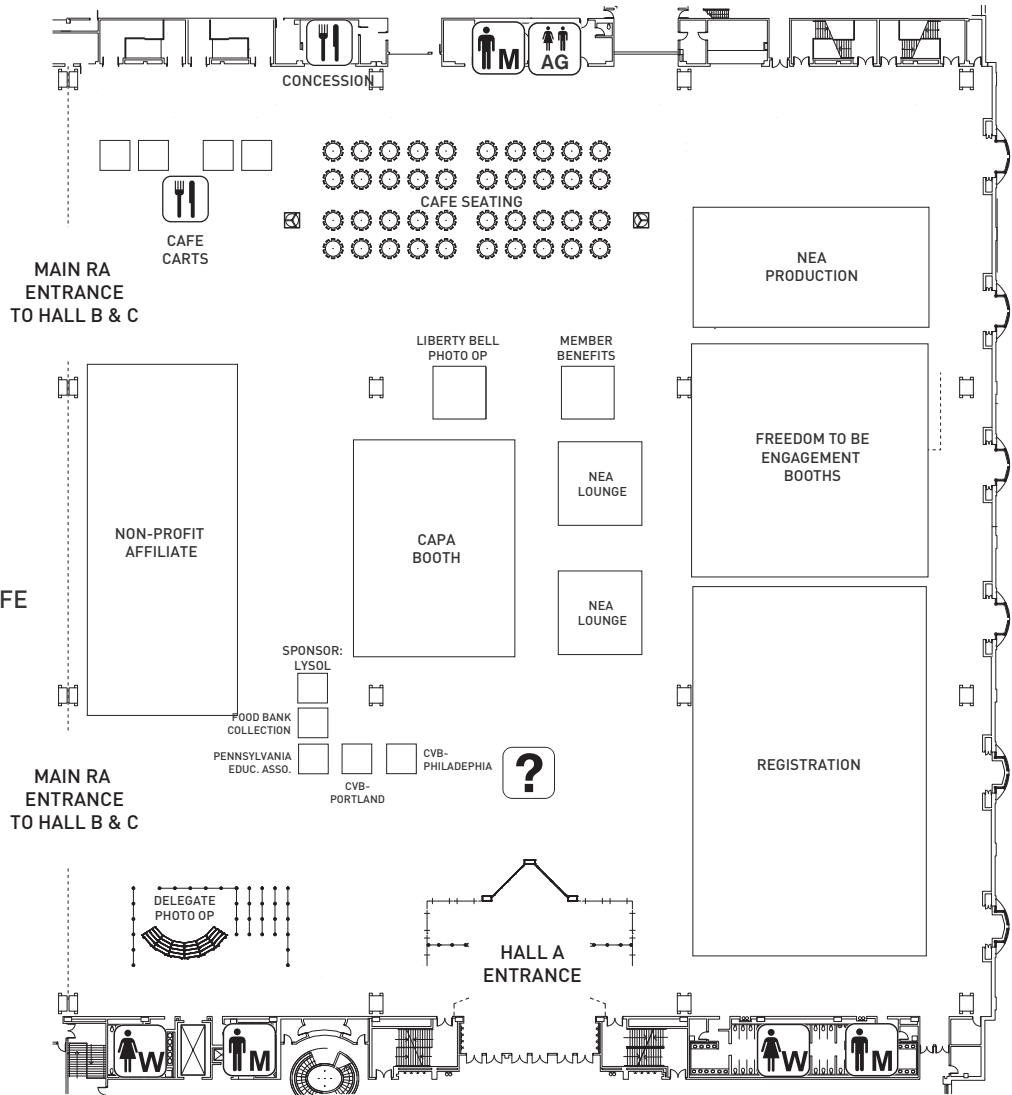 M
AG
CONCESSION
CAFE SEATING
CAFE
CARTS
MAIN RA
ENTRANCE
TO HALL B & C
NEA
PRODUCTION
LIBERTY BELL
PHOTO OP
MEMBER
BENEFITS
FREEDOM TO BE
ENGAGEMENT
BOOTHS
NEA
LOUNGE
NON-PROFIT
AFFILIATE
CAPA
BOOTH
FE
NEA
LOUNGE
SPONSOR:
LYSOL
FOOD BANK
COLLECTION
PENNSYLVANIA
EDUC. ASSO.
CVB-
PHILADEPHIA
CVB-
PORTLAND
?
REGISTRATION
MAIN RA
ENTRANCE
TO HALL B & C
DELEGATE
PHOTO OP
HALL A
ENTRANCE
W
M
W
M